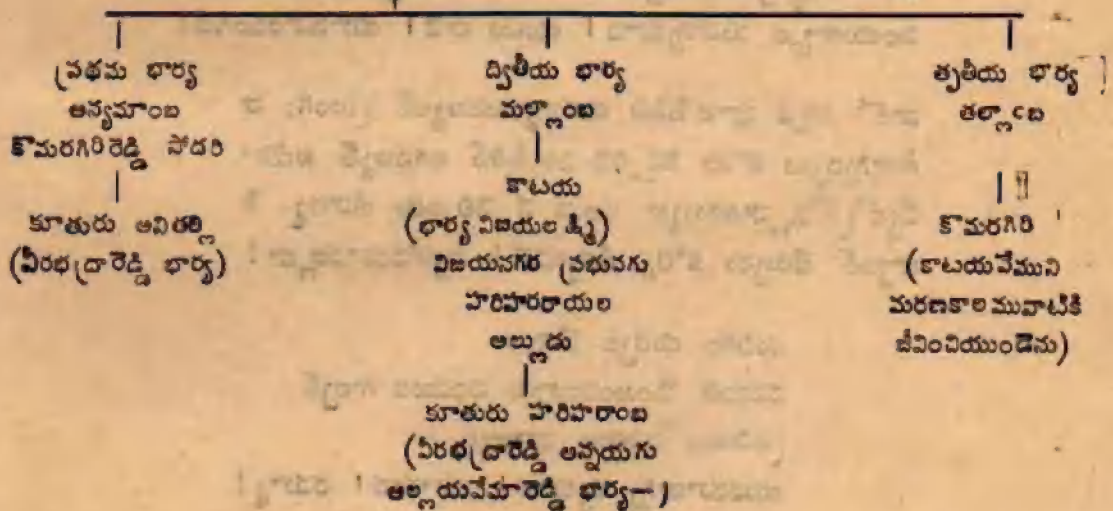 ప్రథమ భార్య
అన్యమాంబ
కొమరగిరిరెడ్డి సోదరి
కూతురు అనితల్లి
(వీరభద్రారెడ్డి భార్య)
ద్వితీయ భార్య
మల్లాంబ
కాటయ
(భార్య విజయలక్ష్మి)
విజయనగర ప్రభువగు
హరిహరరాయల
అల్లుడు
కూతురు హరిహరాంబ
(వీరభద్రారెడ్డి అన్నయగు
అల్లయవేమారెడ్డి భార్య—)
తృతీయ భార్య
తల్లాంబ
కొమరగిరి
(కాటయవేముని
మరణకాలమువాటికి
జీవించియుండెను)